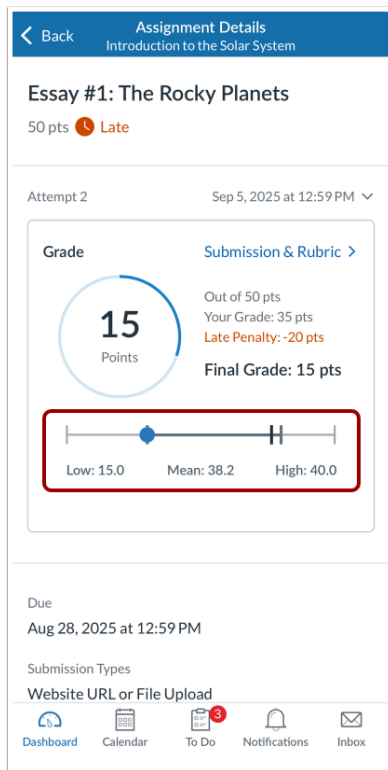 Back
Assignment Details
Introduction to the Solar System
Essay #1: The Rocky Planets
50 pts Late
Attempt 2
Sep 5, 2025 at 12:59 PM
Grade
Submission & Rubric
15
Points
Out of 50 pts
Your Grade: 35 pts
Late Penalty: -20 pts
Final Grade: 15 pts
Low: 15.0 Mean: 38.2 High: 40.0
Due
Aug 28, 2025 at 12:59 PM
Submission Types
Website URL or File Upload
3
Dashboard Calendar To Do Notifications Inbox